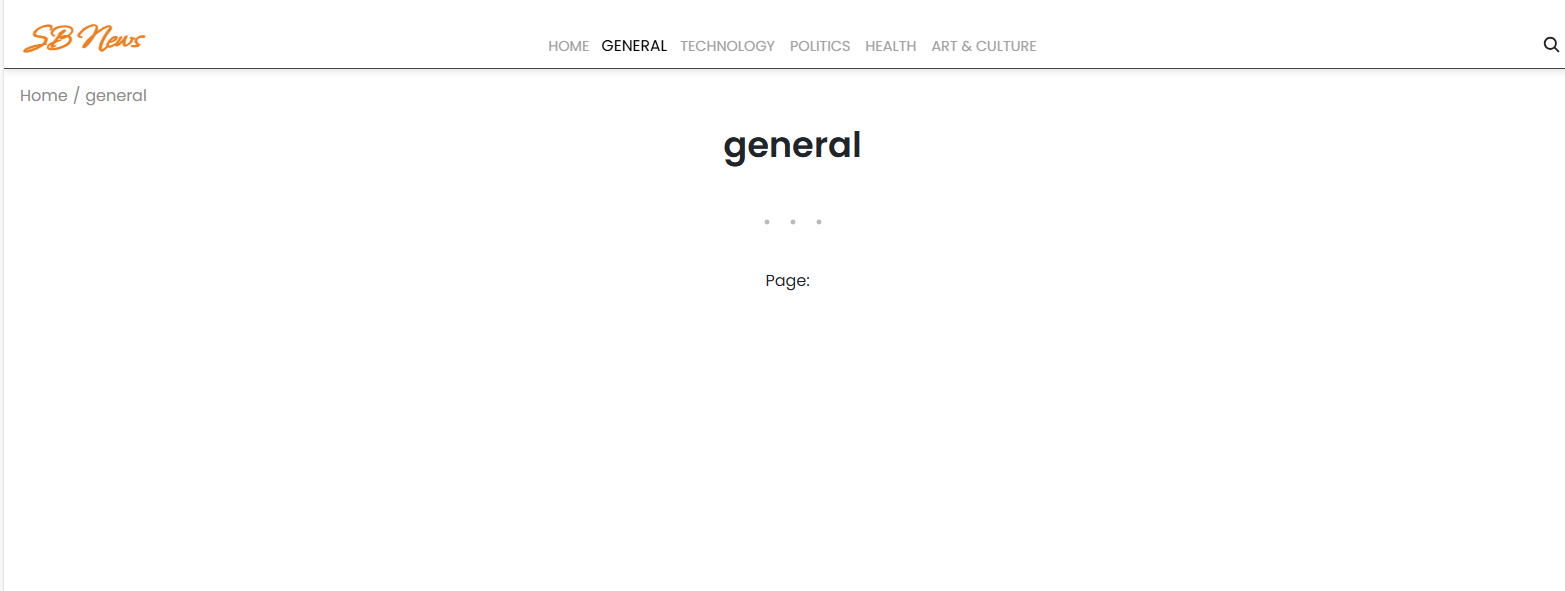 SB News
HOME GENERAL TECHNOLOGY POLITICS HEALTH ART & CULTURE
Home / general
general
Page: